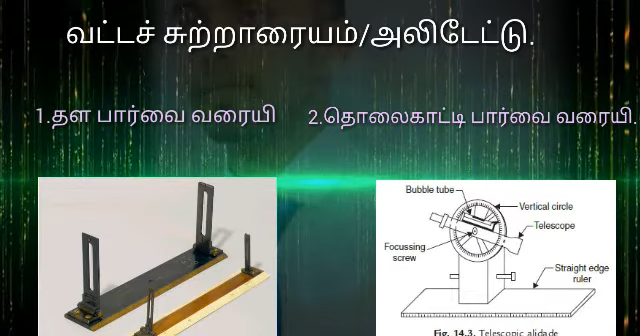 வட்டச் சுற்றாரையம்/அலிடேட்டு.
1.தள பார்வை வரையி
2.தொலைகாட்டி பார்வை வரையி.
Bubble tube
Vertical circle
Telescope
Focussing
screw
Straight edge
ruler
Fig. 14.3. Telescopic alidade